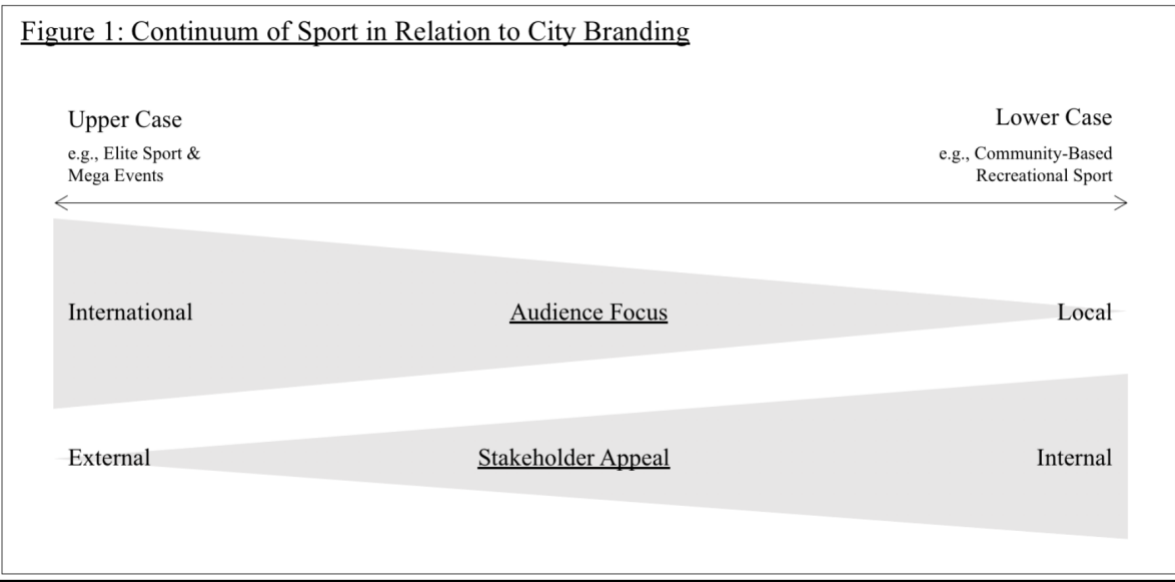 Figure 1: Continuum of Sport in Relation to City Branding
Upper Case
e.g., Elite Sport &
Mega Events
Lower Case
e.g., Community-Based
Recreational Sport
International
Audience Focus
Local
External
Stakeholder Appeal
Internal